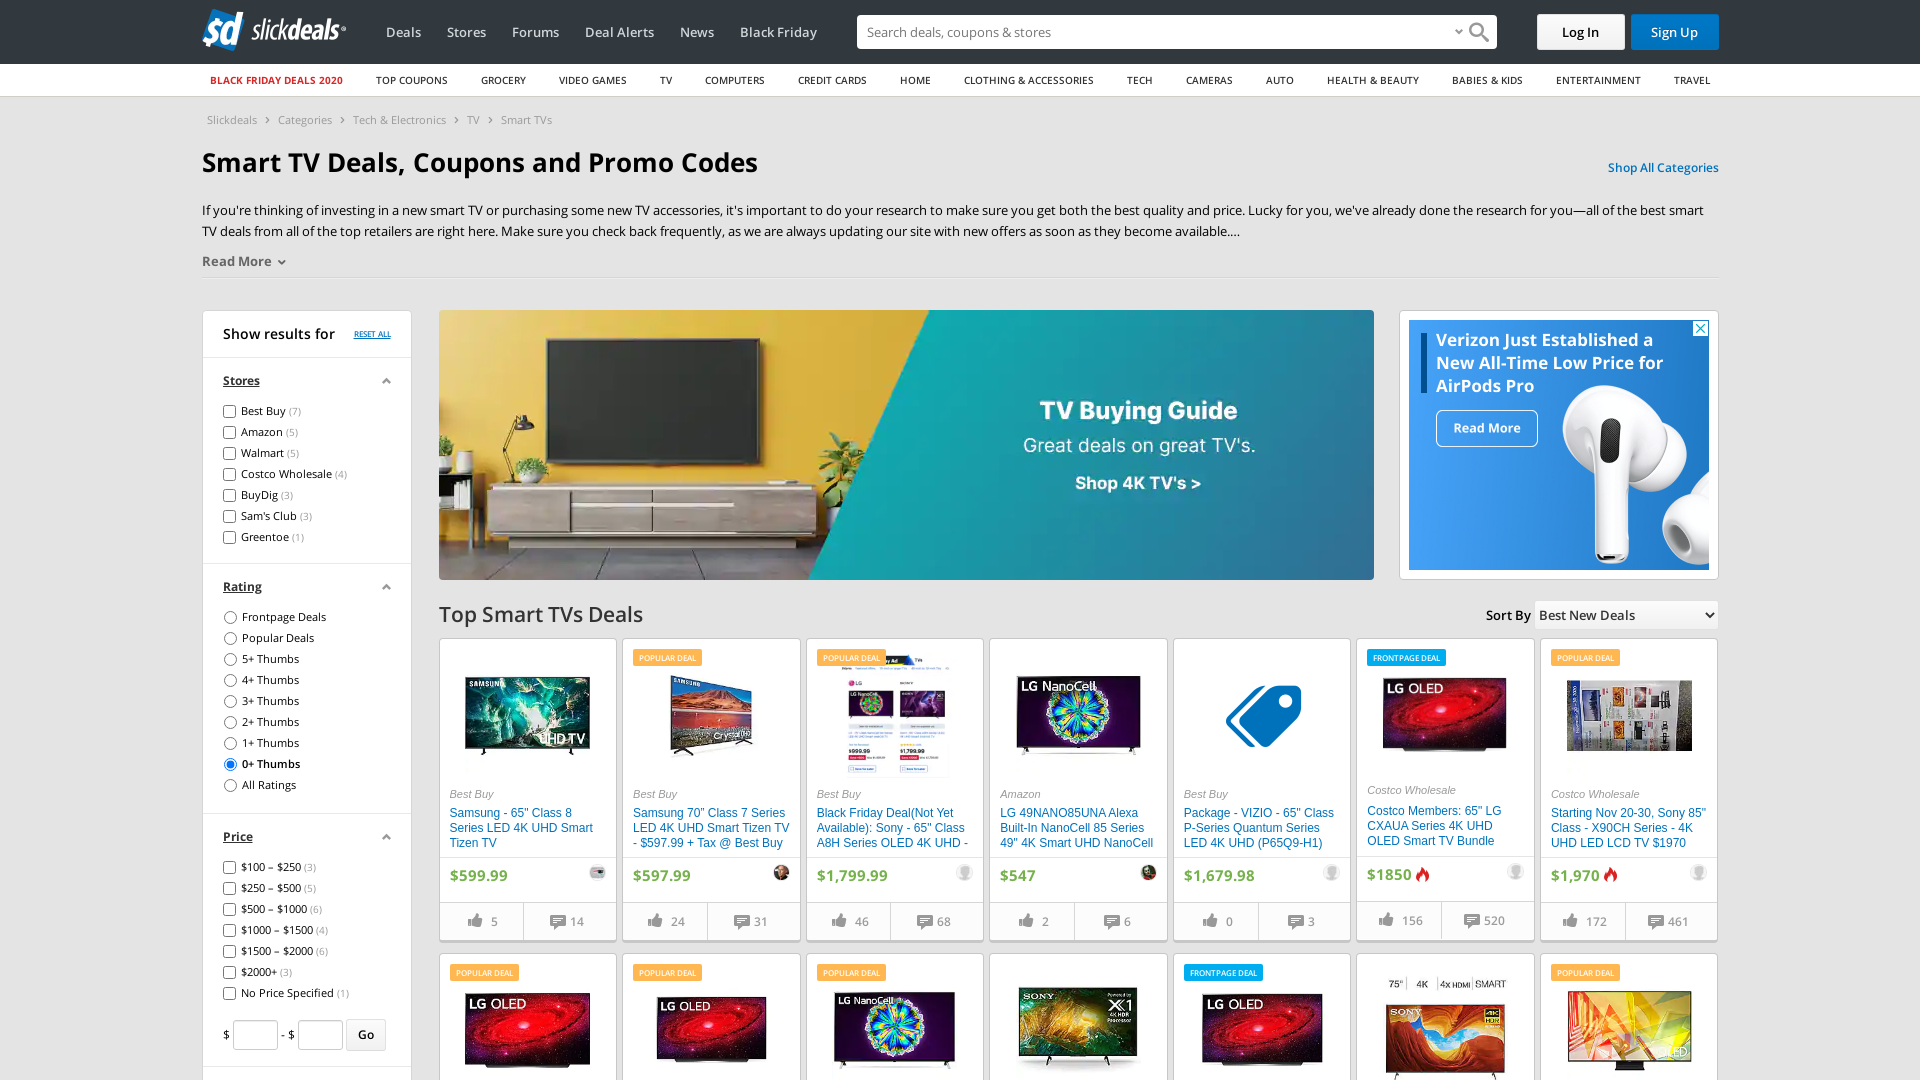 sd slickdeals
Deals
Stores
Forums
Deal Alerts
News
Black Friday
Search deals, coupons & stores
Log In
Sign Up
BLACK FRIDAY DEALS 2020
TOP COUPONS
GROCERY
VIDEO GAMES
TV
COMPUTERS
CREDIT CARDS
HOME
CLOTHING & ACCESSORIES
TECH
CAMERAS
AUTO
HEALTH & BEAUTY
BABIES & KIDS
ENTERTAINMENT
TRAVEL
Slickdeals > Categories > Tech & Electronics > TV > Smart TVs
Smart TV Deals, Coupons and Promo Codes
Shop All Categories
If you're thinking of investing in a new smart TV or purchasing some new TV accessories, it's important to do your research to make sure you get both the best quality and price. Lucky for you, we've already done the research for you—all of the best smart
TV deals from all of the top retailers are right here. Make sure you check back frequently, as we are always updating our site with new offers as soon as they become available....
Read More
Show results for
RESET ALL
Stores
Best Buy (7)
Amazon (5)
Walmart (5)
Costco Wholesale (4)
BuyDig (3)
Sam's Club (3)
Greentoe (1)
Rating
Frontpage Deals
Popular Deals
5+ Thumbs
4+ Thumbs
3+ Thumbs
2+ Thumbs
1+ Thumbs
0+ Thumbs
All Ratings
Price
$100 – $250 (3)
$250 – $500 (5)
$500 – $1000 (6)
$1000 – $1500 (4)
$1500 – $2000 (6)
$2000+ (3)
No Price Specified (1)
$ - $ Go
TV Buying Guide
Great deals on great TV's.
Shop 4K TV's >
Verizon Just Established a
New All-Time Low Price for
AirPods Pro
Read More
Top Smart TVs Deals
Sort By
Best New Deals
SAMSUNG
UHD TV
Best Buy
Samsung - 65" Class 8
Series LED 4K UHD Smart
Tizen TV
$599.99
5
14
POPULAR DEAL
SAMSUNG
Crystal UHD
Best Buy
Samsung 70” Class 7 Series
LED 4K UHD Smart Tizen TV
- $597.99 + Tax @ Best Buy
$597.99
24
31
POPULAR DEAL
LG
$999.99
$1,799.99
Best Buy
Black Friday Deal(Not Yet
Available): Sony - 65" Class
A8H Series OLED 4K UHD -
$1,799.99
46
68
LG NanoCell
Amazon
LG 49NANO85UNA Alexa
Built-In NanoCell 85 Series
49" 4K Smart UHD NanoCell
$547
2
6
Best Buy
Package - VIZIO - 65" Class
P-Series Quantum Series
LED 4K UHD (P65Q9-H1)
$1,679.98
0
3
FRONTPAGE DEAL
LG OLED
Costco Wholesale
Costco Members: 65" LG
CXAUA Series 4K UHD
OLED Smart TV Bundle
$1850
156
520
POPULAR DEAL
Costco Wholesale
Starting Nov 20-30, Sony 85"
Class - X90CH Series - 4K
UHD LED LCD TV $1970
$1,970
172
461
POPULAR DEAL
LG OLED
POPULAR DEAL
LG OLED
POPULAR DEAL
LG NanoCell
SONY
Powered by
X1
4K HDR
Processor
FRONTPAGE DEAL
LG OLED
75" | 4K | 4x HDMI | SMART
SONY
4K
HDR
POPULAR DEAL
QLED